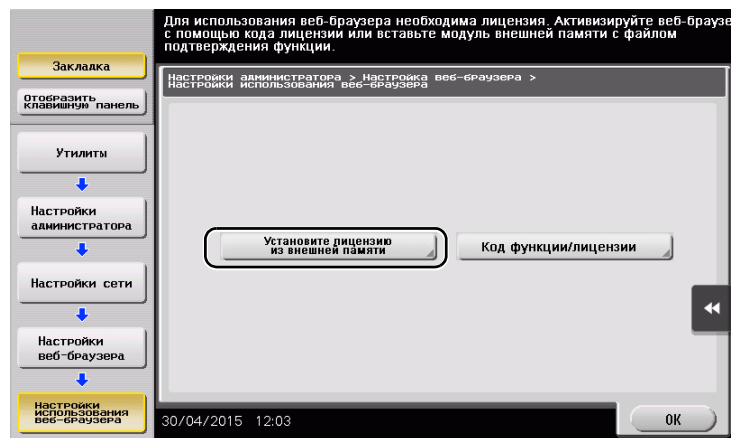 Для использования веб-браузера необходима лицензия. Активизируйте веб-браузе
с помощью кода лицензии или вставьте модуль внешней памяти с файлом
подтверждения функции.
Закладка
Настройки администратора > Настройка веб-браузера >
Настройки использования веб-браузера
Отобразить
клавишную панель
Утилиты
Настройки
администратора
Установите лицензию
из внешней памяти
Код функции/лицензии
Настройки сети
Настройки
веб-браузера
Настройки
использования
веб-браузера
30/04/2015 12:03
OK